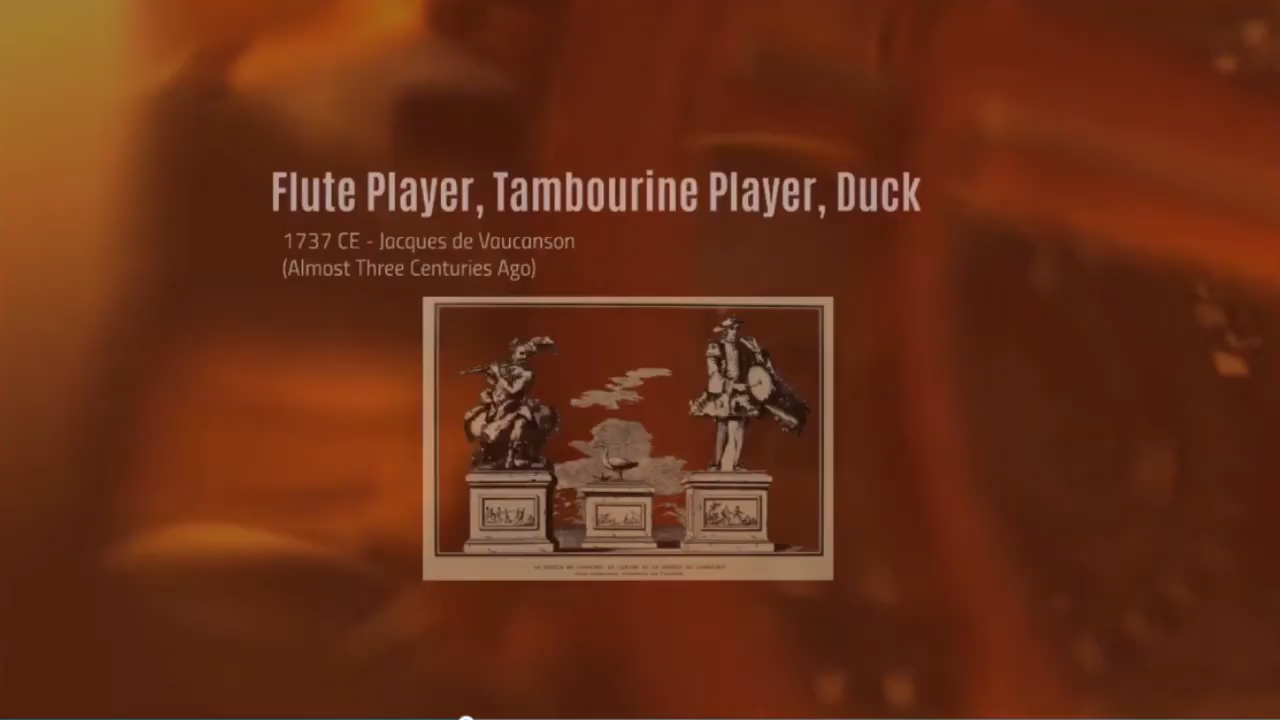 Flute Player, Tambourine Player, Duck
1737 CE - Jacques de Vaucanson
(Almost Three Centuries Ago)